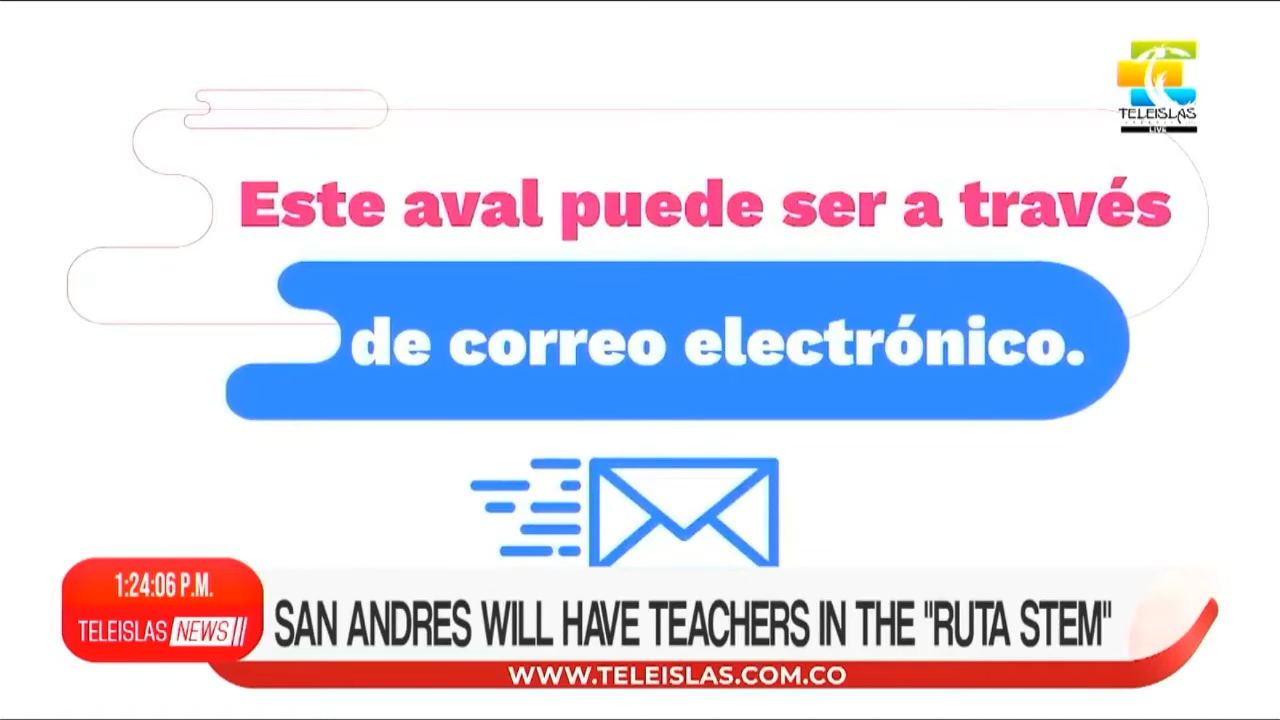 TELEISLAS
LIVE
Este aval puede ser a través
de correo electrónico.
1:24:06 P.M.
TELEISLAS NEWS
SAN ANDRES WILL HAVE TEACHERS IN THE "RUTA STEM"
WWW.TELEISLAS.COM.CO